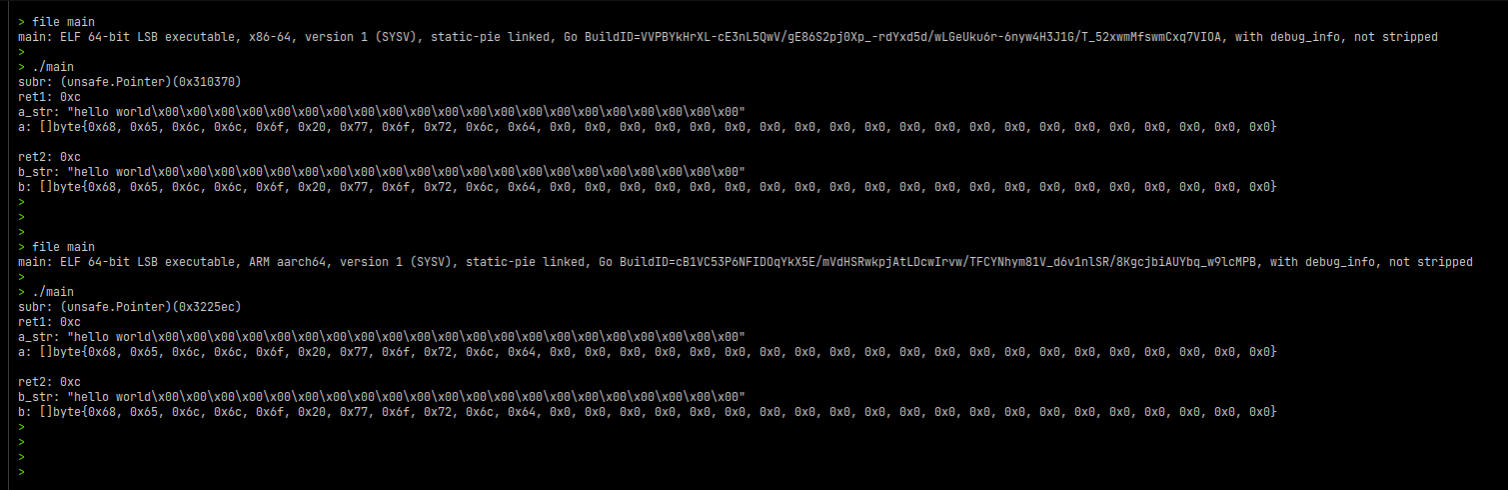 > file main
main: ELF 64-bit LSB executable, x86-64, version 1 (SYSV), static-pie linked, Go BuildID=VVPBYkHrXL-cE3nL5QwV/gE86S2pj0Xp_-rdYxd5d/wLGeUku6r-6nyw4H3J1G/T_52xwmMfswmCxq7VIOA, with debug_info, not stripped
>
> ./main
subr: (unsafe.Pointer)(0x310370)
ret1: 0xc
a_str: "hello world\x00\x00\x00\x00\x00\x00\x00\x00\x00\x00\x00\x00\x00\x00\x00\x00\x00\x00\x00\x00\x00"
a: []byte{0x68, 0x65, 0x6c, 0x6c, 0x6f, 0x20, 0x77, 0x6f, 0x72, 0x6c, 0x64, 0x0, 0x0, 0x0, 0x0, 0x0, 0x0, 0x0, 0x0, 0x0, 0x0, 0x0, 0x0, 0x0, 0x0, 0x0, 0x0, 0x0, 0x0, 0x0, 0x0, 0x0}
ret2: 0xc
b_str: "hello world\x00\x00\x00\x00\x00\x00\x00\x00\x00\x00\x00\x00\x00\x00\x00\x00\x00\x00\x00\x00\x00"
b: []byte{0x68, 0x65, 0x6c, 0x6c, 0x6f, 0x20, 0x77, 0x6f, 0x72, 0x6c, 0x64, 0x0, 0x0, 0x0, 0x0, 0x0, 0x0, 0x0, 0x0, 0x0, 0x0, 0x0, 0x0, 0x0, 0x0, 0x0, 0x0, 0x0, 0x0, 0x0, 0x0, 0x0}
>
>
>
> file main
main: ELF 64-bit LSB executable, ARM aarch64, version 1 (SYSV), static-pie linked, Go BuildID=cB1VC53P6NFIDOqYkX5E/mVdHSRwkpjAtLDcwIrvw/TFCYNhym81V_d6v1nlSR/8KgcjbiAUYbq_w9lcMPB, with debug_info, not stripped
>
> ./main
subr: (unsafe.Pointer)(0x3225ec)
ret1: 0xc
a_str: "hello world\x00\x00\x00\x00\x00\x00\x00\x00\x00\x00\x00\x00\x00\x00\x00\x00\x00\x00\x00\x00\x00"
a: []byte{0x68, 0x65, 0x6c, 0x6c, 0x6f, 0x20, 0x77, 0x6f, 0x72, 0x6c, 0x64, 0x0, 0x0, 0x0, 0x0, 0x0, 0x0, 0x0, 0x0, 0x0, 0x0, 0x0, 0x0, 0x0, 0x0, 0x0, 0x0, 0x0, 0x0, 0x0, 0x0, 0x0}
ret2: 0xc
b_str: "hello world\x00\x00\x00\x00\x00\x00\x00\x00\x00\x00\x00\x00\x00\x00\x00\x00\x00\x00\x00\x00\x00"
b: []byte{0x68, 0x65, 0x6c, 0x6c, 0x6f, 0x20, 0x77, 0x6f, 0x72, 0x6c, 0x64, 0x0, 0x0, 0x0, 0x0, 0x0, 0x0, 0x0, 0x0, 0x0, 0x0, 0x0, 0x0, 0x0, 0x0, 0x0, 0x0, 0x0, 0x0, 0x0, 0x0, 0x0}
>
>
>
>